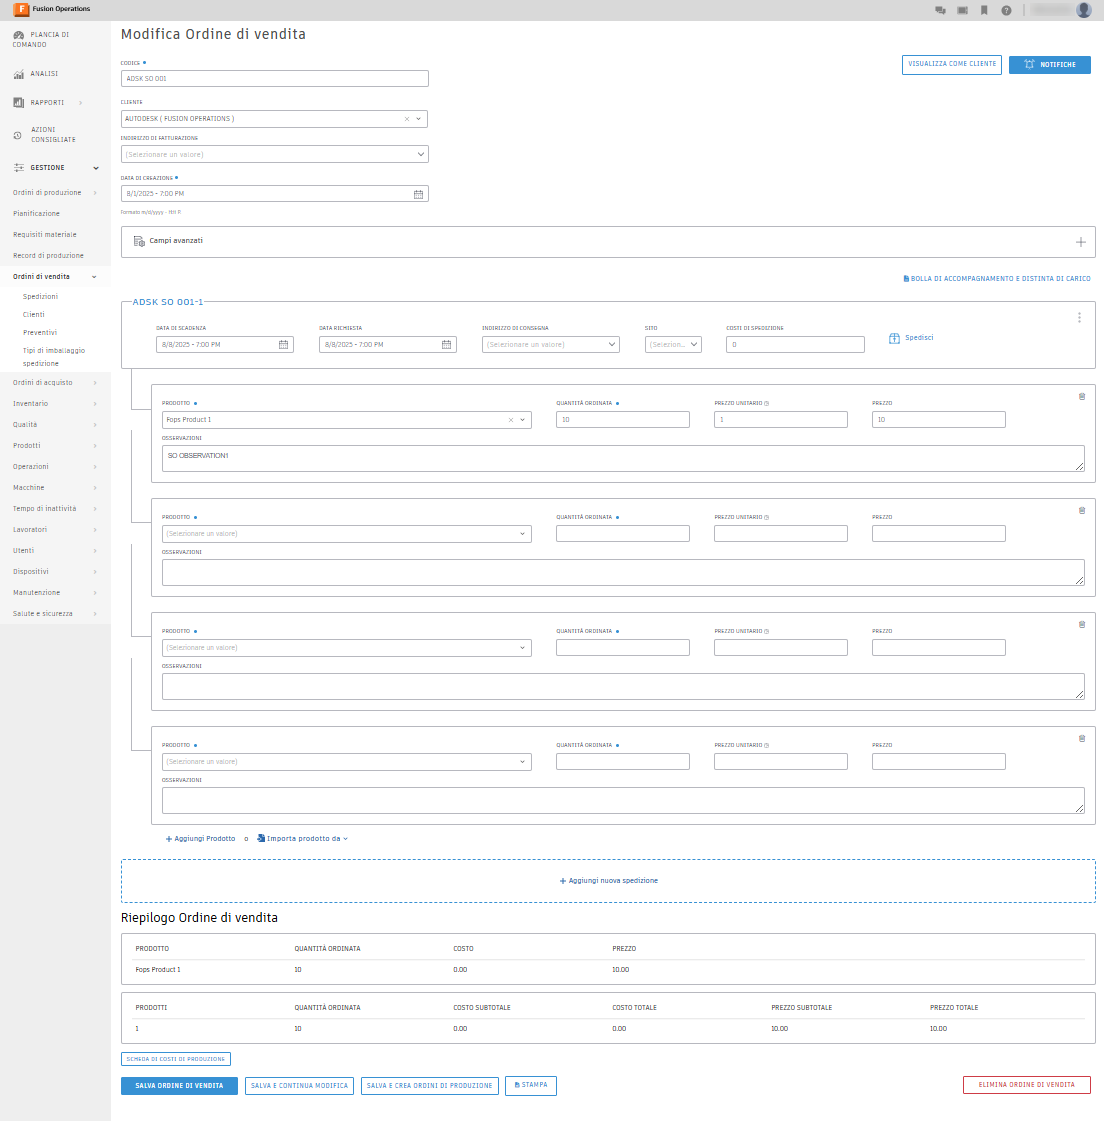 F Fusion Operations
PLANCIA DI
COMANDO
ANALISI
RAPPORTI
AZIONI
CONSIGLIATE
GESTIONE
Ordini di produzione
Pianificazione
Requisiti materiale
Record di produzione
Ordini di vendita
Spedizioni
Clienti
Preventivi
Tipi di imballaggio
spedizione
Ordini di acquisto
Inventario
Qualità
Prodotti
Operazioni
Macchine
Tempo di inattività
Lavoratori
Utenti
Dispositivi
Manutenzione
Salute e sicurezza
Modifica Ordine di vendita
VISUALIZZA COME CLIENTE NOTIFICHE
CODICE
ADSK SO 001
CLIENTE
AUTODESK ( FUSION OPERATIONS )
INDIRIZZO DI FATTURAZIONE
(Selezionare un valore)
DATA DI CREAZIONE
8/1/2025 - 7:00 PM
Formato m/d/yyyy - HH P.
Campi avanzati
BOLLA DI ACCOMPAGNAMENTO E DISTINTA DI CARICO
ADSK SO 001-1
DATA DI SCADENZA DATA RICHIESTA INDIRIZZO DI CONSEGNA SITO COSTI DI SPEDIZIONE
8/8/2025 - 7:00 PM 8/8/2025 - 7:00 PM (Selezionare un valore) (Selezion... 0 Spedisci
PRODOTTO QUANTITÀ ORDINATA PREZZO UNITARIO PREZZO
Fops Product 1 10 1 10
OSSERVAZIONI
SO OBSERVATION1
PRODOTTO QUANTITÀ ORDINATA PREZZO UNITARIO PREZZO
(Selezionare un valore)
OSSERVAZIONI
PRODOTTO QUANTITÀ ORDINATA PREZZO UNITARIO PREZZO
(Selezionare un valore)
OSSERVAZIONI
PRODOTTO QUANTITÀ ORDINATA PREZZO UNITARIO PREZZO
(Selezionare un valore)
OSSERVAZIONI
+ Aggiungi Prodotto o Importa prodotto da
+ Aggiungi nuova spedizione
Riepilogo Ordine di vendita
PRODOTTO QUANTITÀ ORDINATA COSTO PREZZO
Fops Product 1 10 0.00 10.00
PRODOTTI QUANTITÀ ORDINATA COSTO SUBTOTALE COSTO TOTALE PREZZO SUBTOTALE PREZZO TOTALE
1 10 0.00 0.00 10.00 10.00
SCHEDA DI COSTI DI PRODUZIONE
SALVA ORDINE DI VENDITA SALVA E CONTINUA MODIFICA SALVA E CREA ORDINI DI PRODUZIONE STAMPA ELIMINA ORDINE DI VENDITA